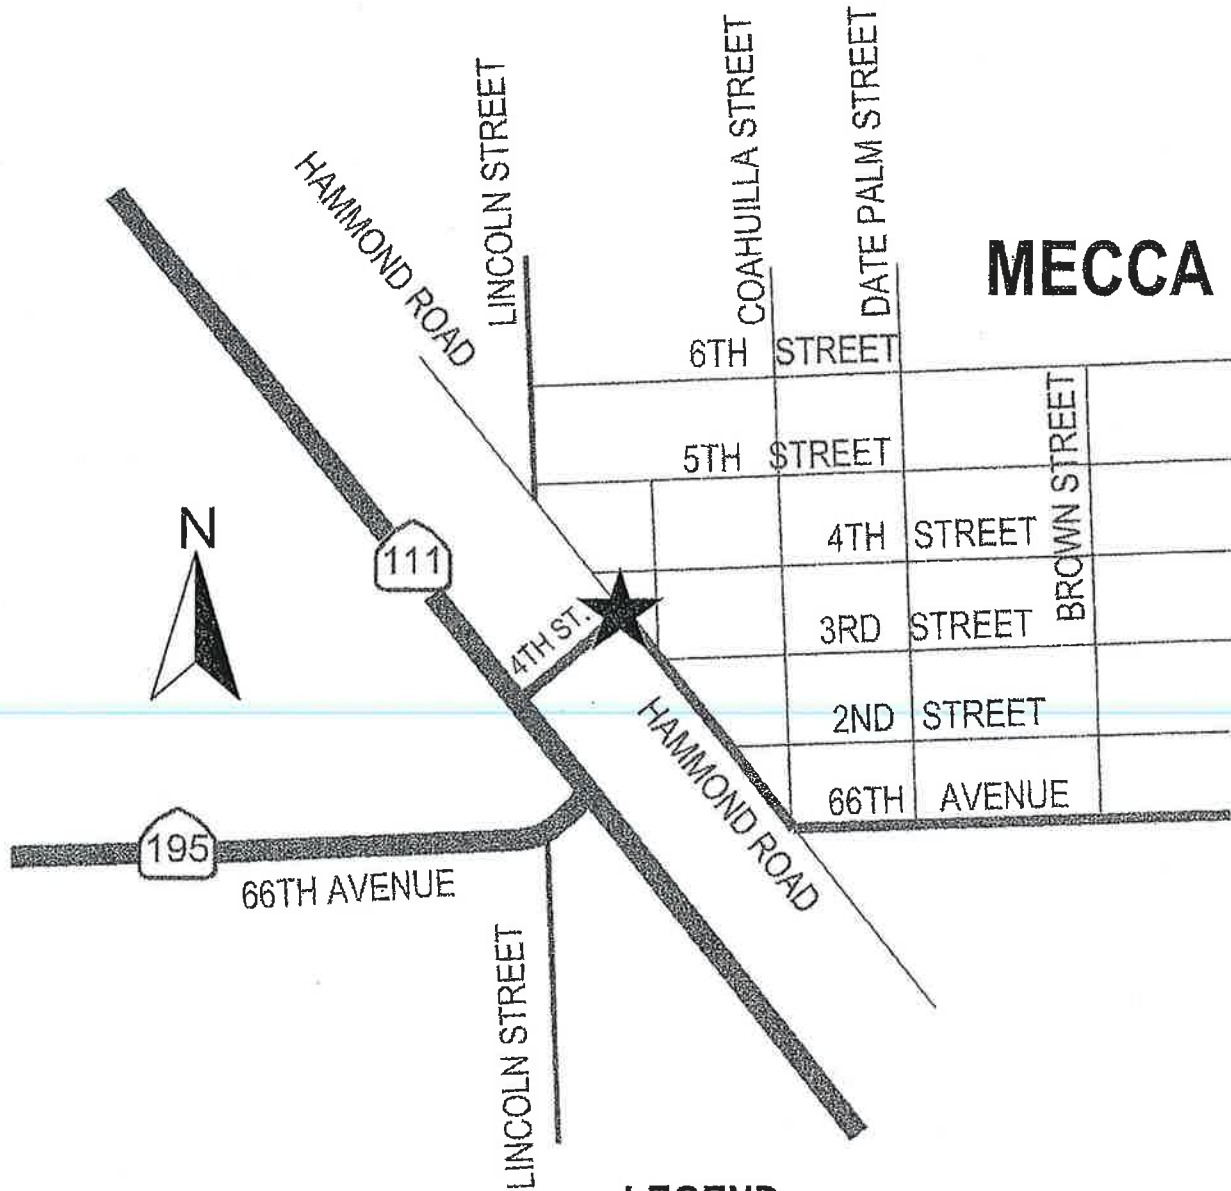 COAHUILLA STREET
DATE PALM STREET
LINCOLN STREET
HAMMOND ROAD
MECCA
6TH STREET
5TH STREET
BROWN STREET
N
111
4TH STREET
4TH ST.
3RD STREET
HAMMOND ROAD
2ND STREET
66TH AVENUE
195
66TH AVENUE
LINCOLN STREET
LEGEND